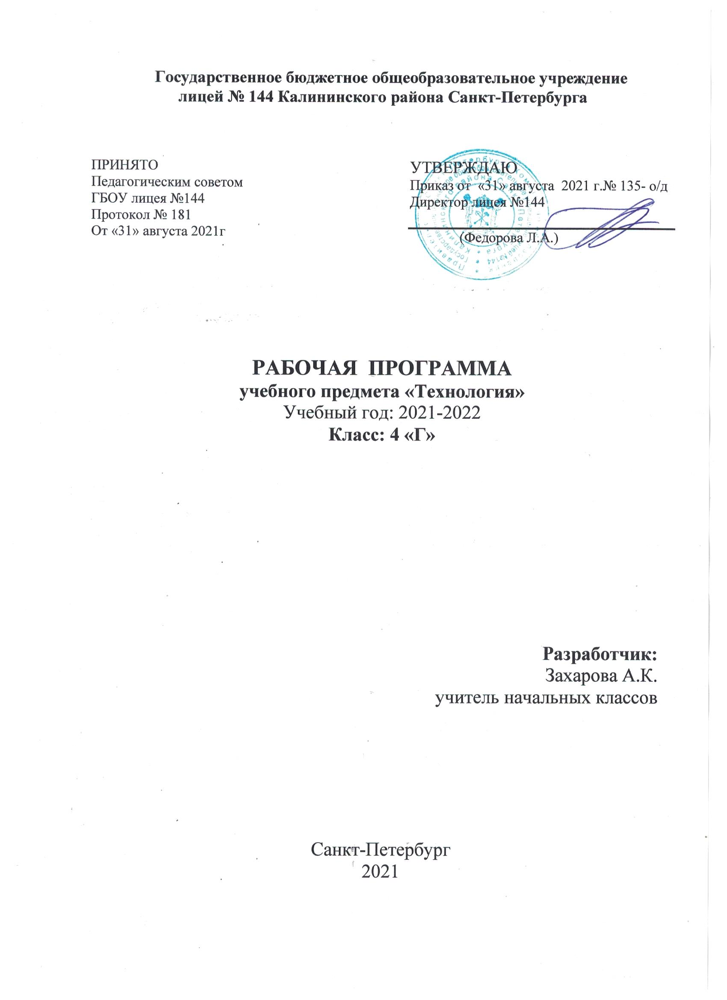 Государственное бюджетное общеобразовательное учреждение
лицей № 144 Калининского района Санкт-Петербурга
ПРИНЯТО
Педагогическим советом
ГБОУ лицея №144
Протокол № 181
От «31» августа 2021г
УТВЕРЖДАЮ
Приказ от «31» августа 2021 г.№ 135- о/д
Директор лицея №144
(Федорова Л.А.)
РАБОЧАЯ ПРОГРАММА
учебного предмета «Технология»
Учебный год: 2021-2022
Класс: 4 «Г»
Разработчик:
Захарова А.К.
учитель начальных классов
Санкт-Петербург
2021